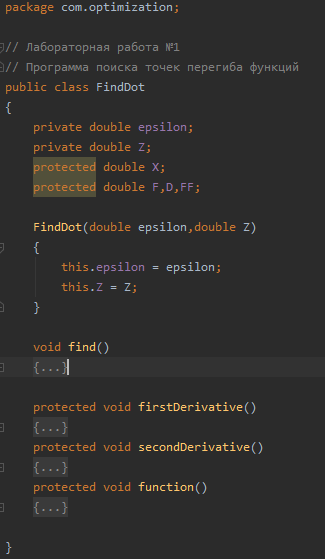 package com.optimization;
// Лабораторная работа №1
// Программа поиска точек перегиба функций
public class FindDot
{
private double epsilon;
private double Z;
protected double X;
protected double F,D,FF;
FindDot(double epsilon,double Z)
{
this.epsilon = epsilon;
this.Z = Z;
}
void find()
{...}
protected void firstDerivative()
{...}
protected void secondDerivative()
{...}
protected void function()
{...}
}